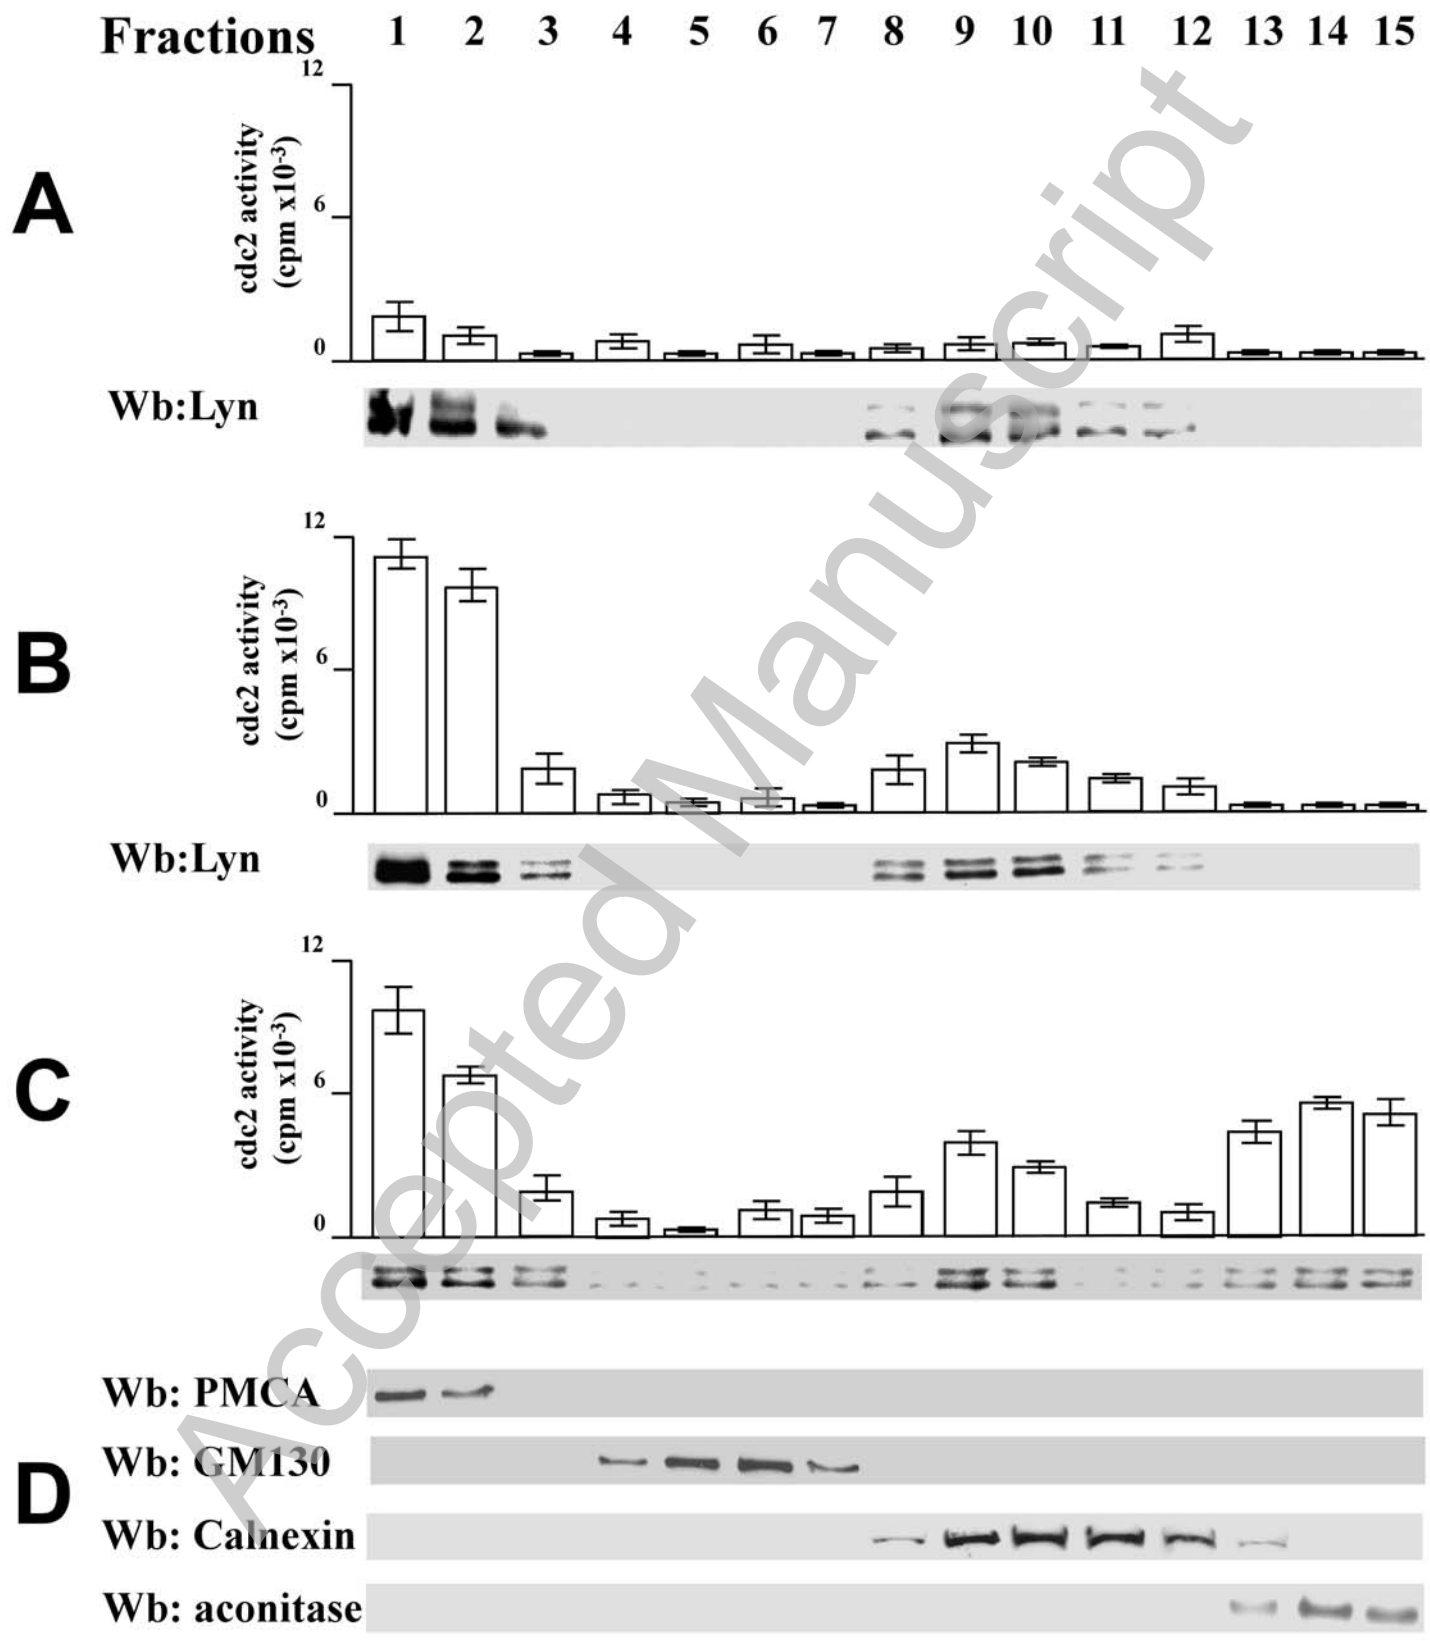 Fractions 1 2 3 4 5 6 7 8 9 10 11 12 13 14 15
A
cdc2 activity
(cpm x10-3)
12
6
0
Wb:Lyn
B
cdc2 activity
(cpm x10-3)
12
6
0
Wb:Lyn
C
cdc2 activity
(cpm x10-3)
12
6
0
D
Wb: PMCA
Wb: GM130
Wb: Calnexin
Wb: aconitase
Accepted Manuscript